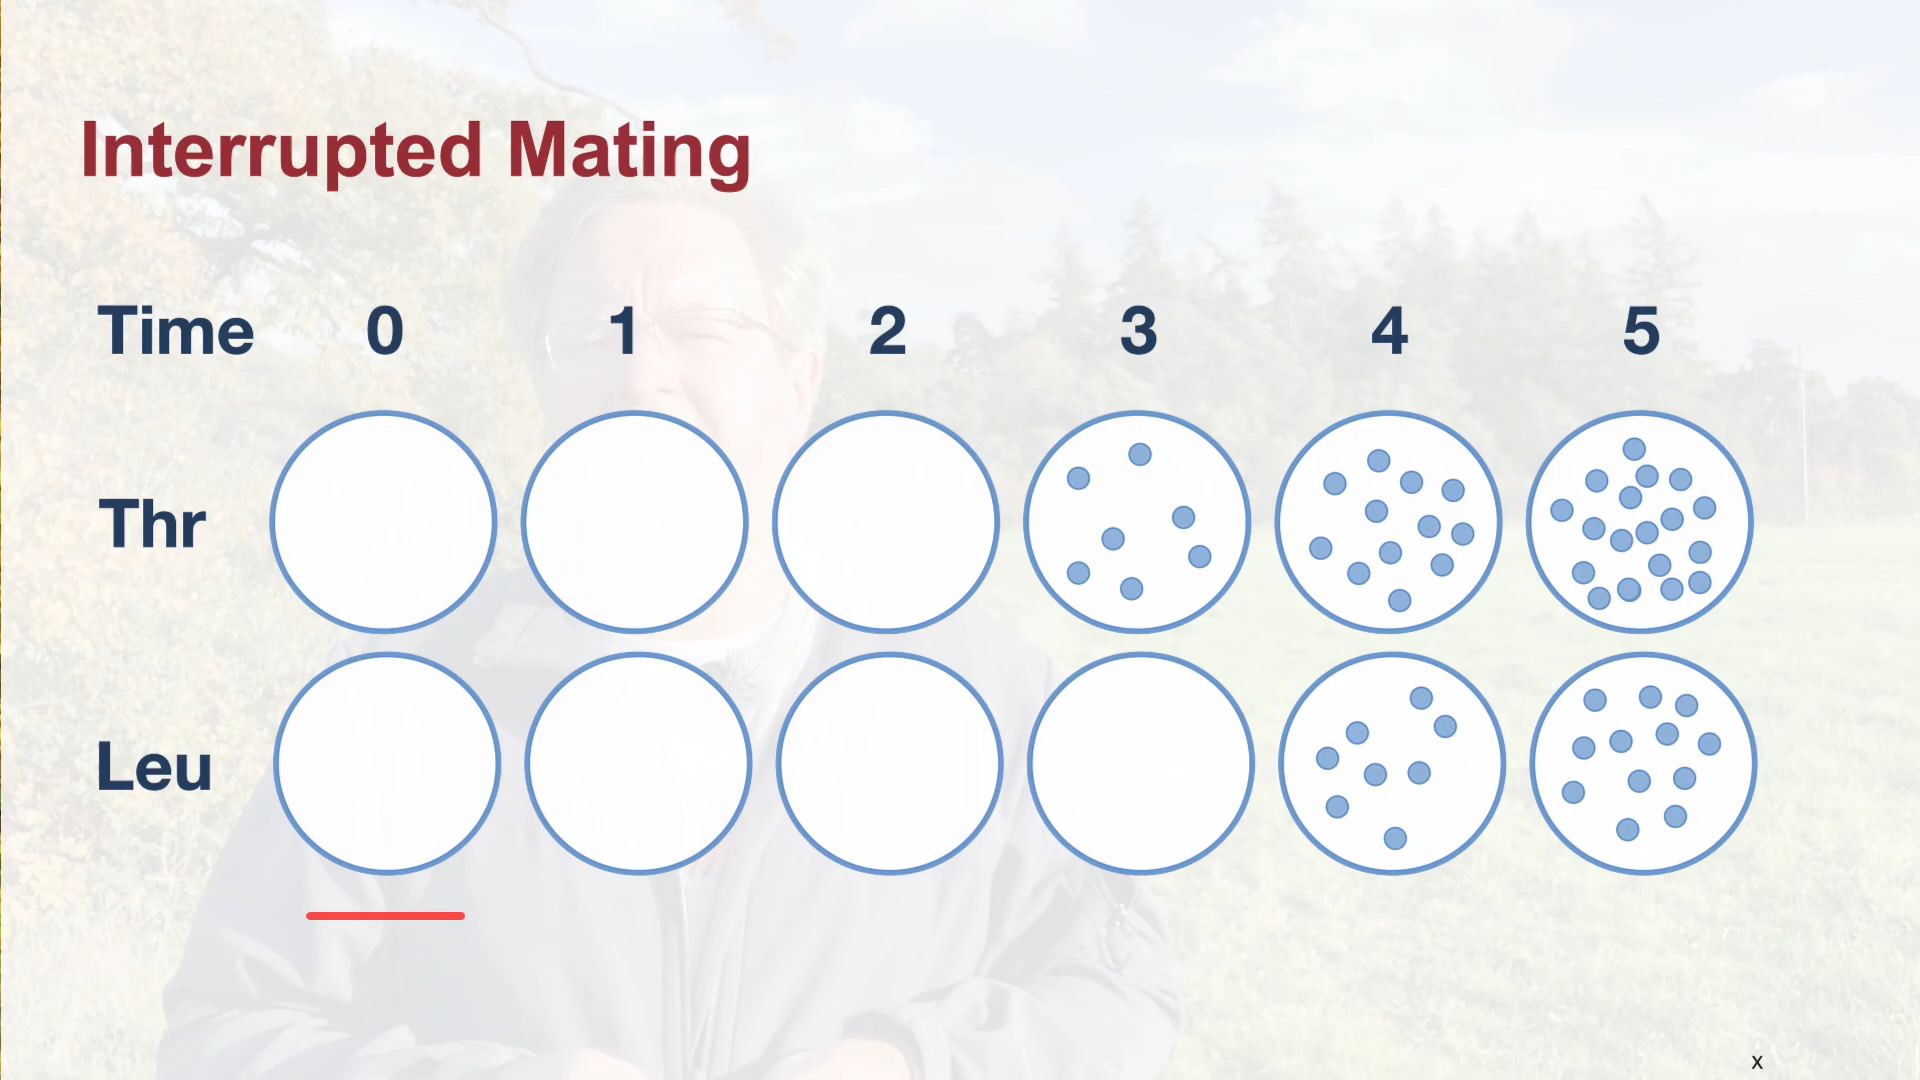 Interrupted Mating
Time 0 1 2 3 4 5
Thr
Leu
x